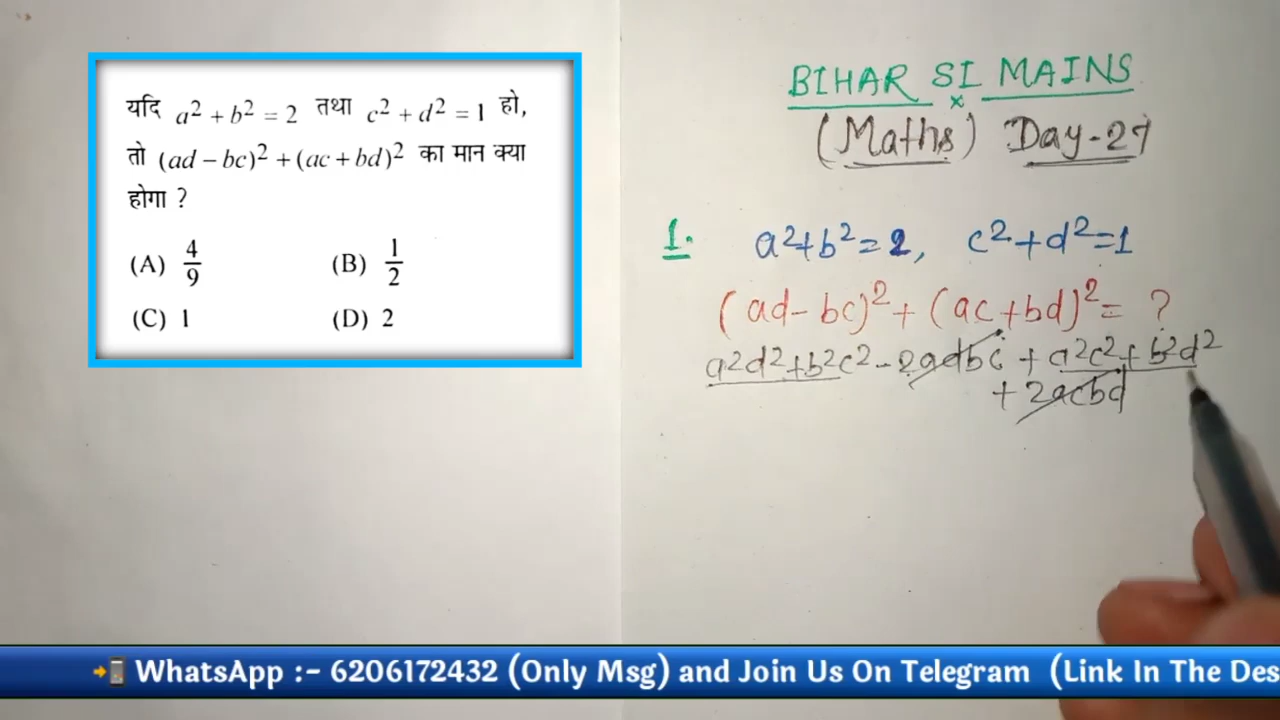 यदि a² + b² = 2 तथा c² + d² = 1 हो,
तो (ad – bc)² + (ac + bd)² का मान क्या
होगा ?
(A) 4/9 (B) 1/2
(C) 1 (D) 2
BIHAR SI MAINS
x
(Maths) Day-27
1. a²+b²=2, c²+d²=1
(ad-bc)²+(ac+bd)²= ?
a²d²+b²c²-2adbc+a²c²+b²d²
+2acbd
WhatsApp :- 6206172432 (Only Msg) and Join Us On Telegram (Link In The Des